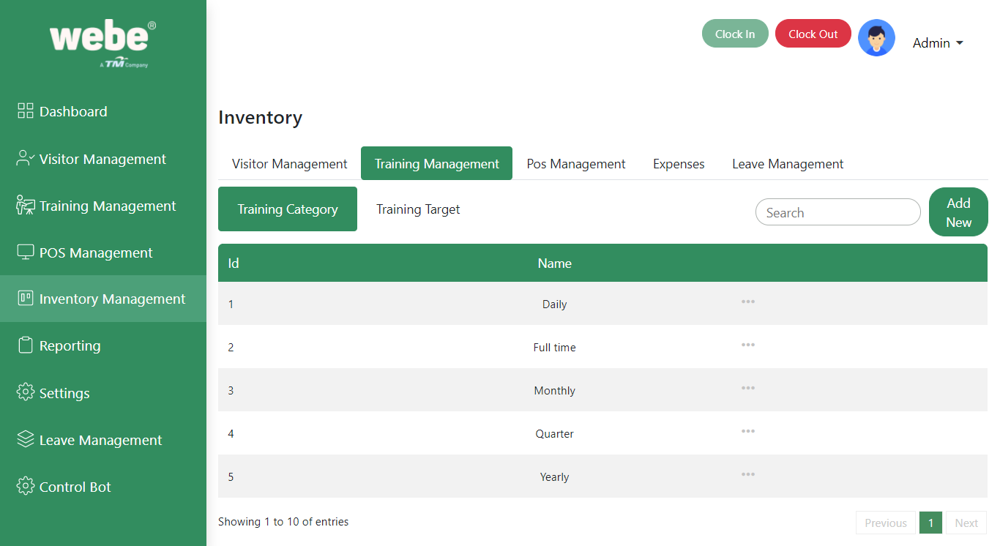 webe®
A TM Company
Clock In
Clock Out
Admin
Dashboard
Visitor Management
Training Management
POS Management
Inventory Management
Reporting
Settings
Leave Management
Control Bot
Inventory
Visitor Management
Training Management
Pos Management
Expenses
Leave Management
Training Category
Training Target
Search
Add
New
Id Name
1 Daily
2 Full time
3 Monthly
4 Quarter
5 Yearly
Showing 1 to 10 of entries
Previous 1 Next